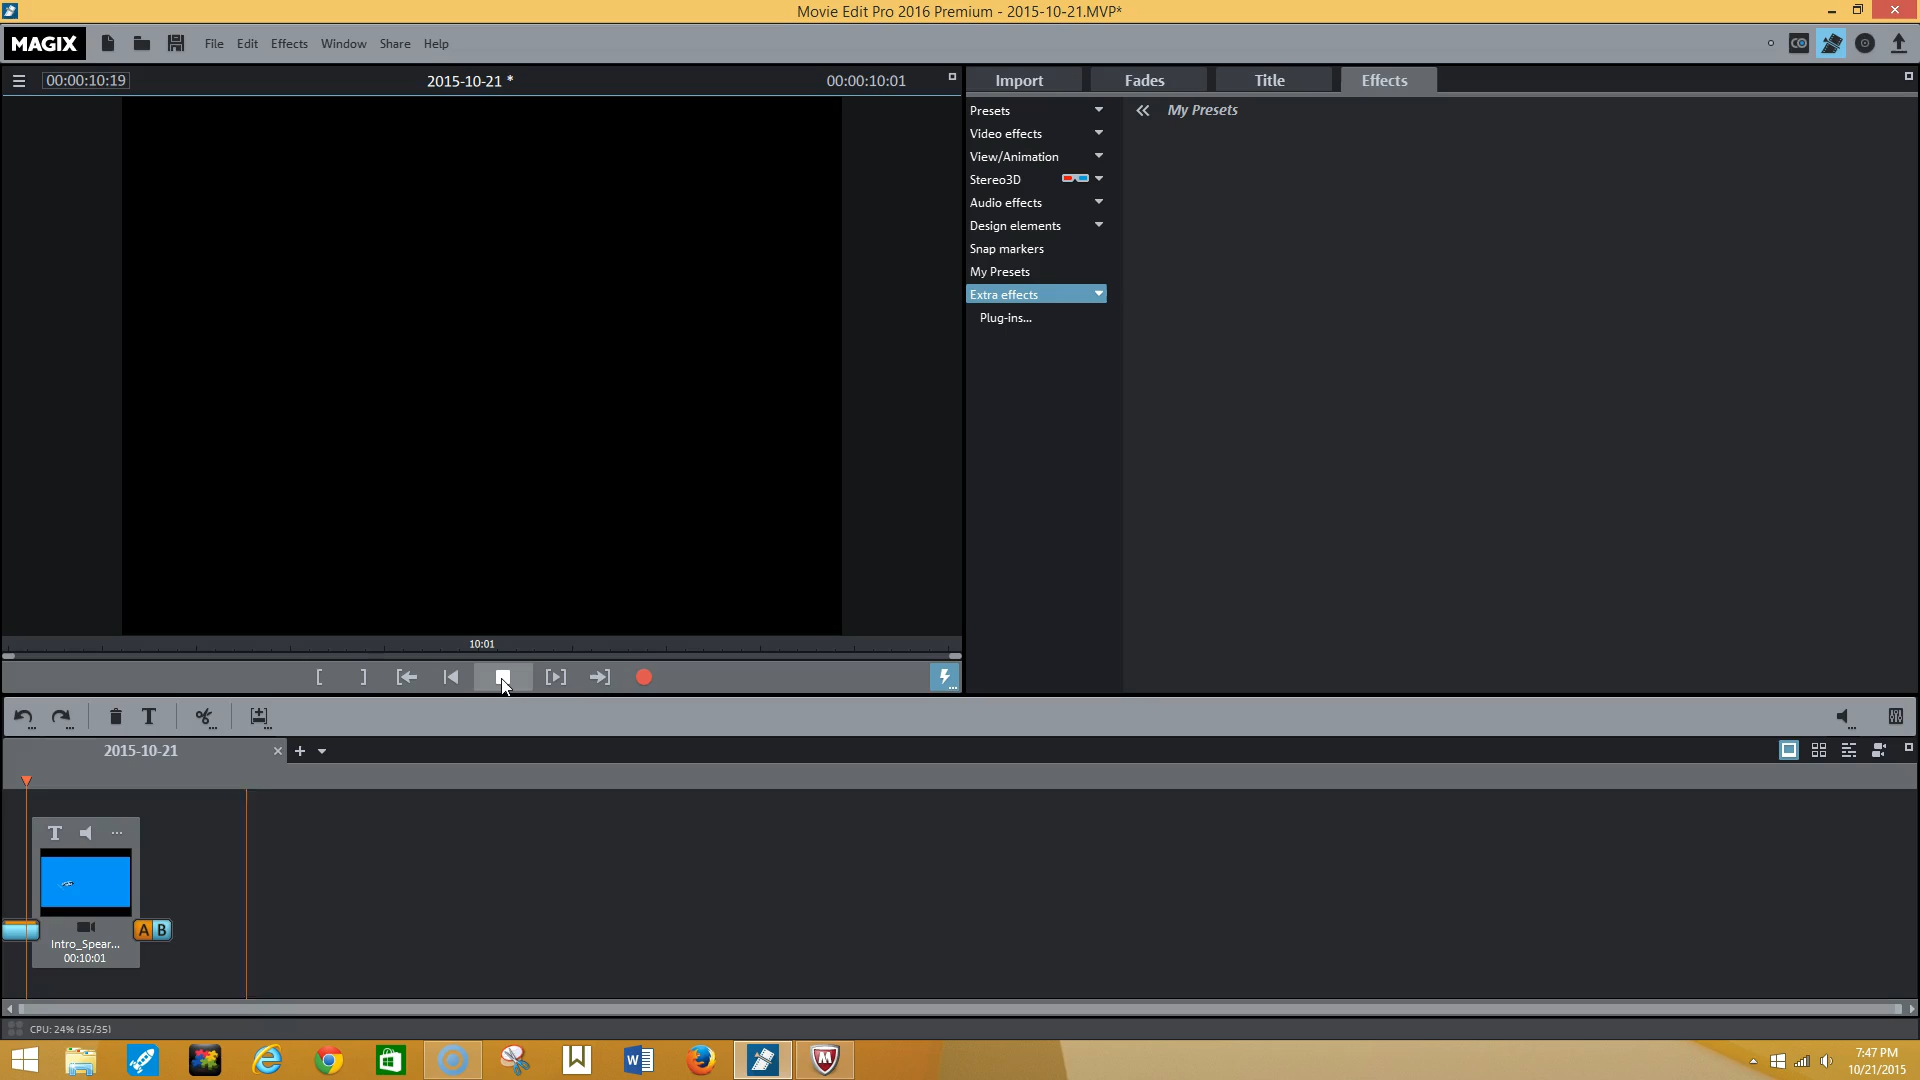 Movie Edit Pro 2016 Premium - 2015-10-21.MVP*
MAGIX File Edit Effects Window Share Help
00:00:10:19 2015-10-21 * 00:00:10:01
Import Fades Title Effects
Presets
Video effects
View/Animation
Stereo3D
Audio effects
Design elements
Snap markers
My Presets
Extra effects
Plug-ins...
My Presets
10:01
2015-10-21
T
A B
Intro_Spear...
00:10:01
CPU: 24% (35/35)
7:47 PM
10/21/2015